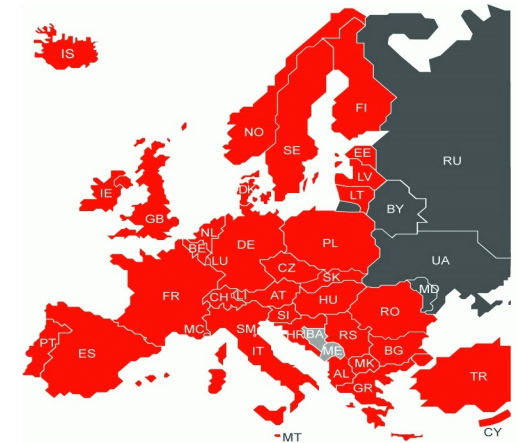 IS
FI
NO
SE
EE
RU
LV
DK
LT
IE
BY
GB
NL
DE
PL
BE
UA
LU
CZ
SK
MD
FR
CH
LI
AT
HU
RO
SI
MC
SM
HR
BA
RS
PT
IT
ME
BG
ES
MK
AL
TR
GR
CY
MT